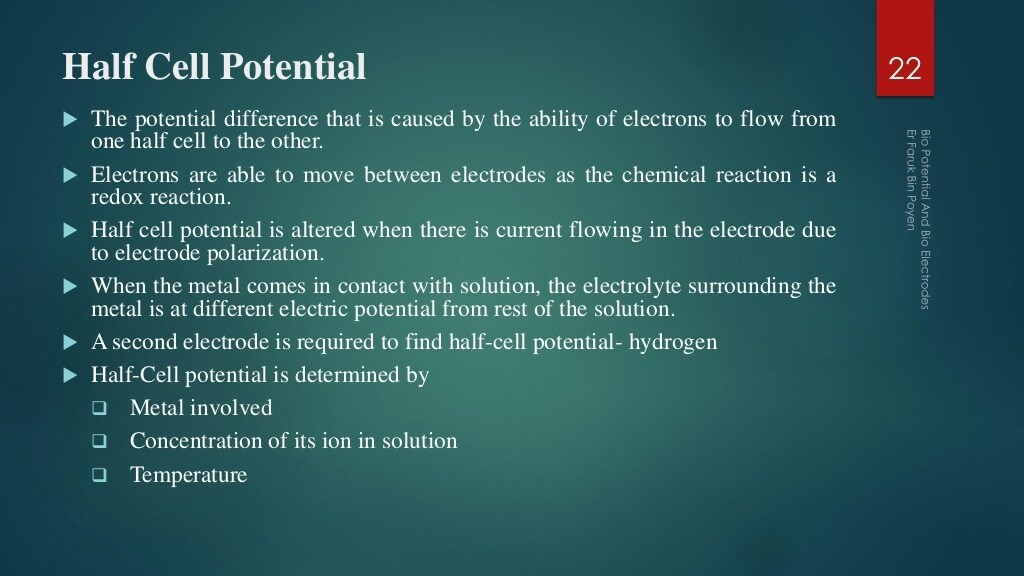 Half Cell Potential
22
The potential difference that is caused by the ability of electrons to flow from
one half cell to the other.
Electrons are able to move between electrodes as the chemical reaction is a
redox reaction.
Half cell potential is altered when there is current flowing in the electrode due
to electrode polarization.
When the metal comes in contact with solution, the electrolyte surrounding the
metal is at different electric potential from rest of the solution.
A second electrode is required to find half-cell potential- hydrogen
Half-Cell potential is determined by
Metal involved
Concentration of its ion in solution
Temperature
Bio Potential And Bio Electrodes
Er Faruk Bin Poyen